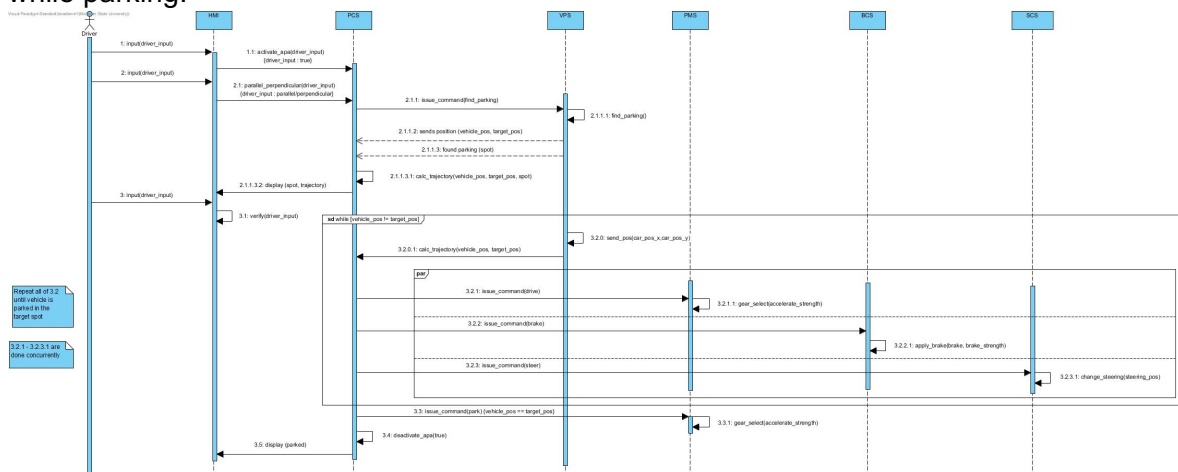 while parking.
Visual Paradigm Standard
Driver
HMI
PCS
VPS
PMS
BCS
SCS
1: input(driver_input)
1.1: activate_apa(driver_input)
{driver_input : true}
2: input(driver_input)
2.1: parallel_perpendicular(driver_input)
{driver_input : parallel/perpendicular}
2.1.1: issue_command(find_parking)
2.1.1.1: find_parking()
2.1.1.2: sends position (vehicle_pos, target_pos)
2.1.1.3: found parking (spot)
2.1.1.3.1: calc_trajectory(vehicle_pos, target_pos, spot)
2.1.1.3.2: display (spot, trajectory)
3: input(driver_input)
3.1: verify(driver_input)
sd while [vehicle_pos != target_pos]
3.2.0: send_pos(car_pos_x,car_pos_y)
3.2.0.1: calc_trajectory(vehicle_pos, target_pos)
par
Repeat all of 3.2
until vehicle is
parked in the
target spot
3.2.1: issue_command(drive)
3.2.1.1: gear_select(accelerate_strength)
3.2.2: issue_command(brake)
3.2.2.1: apply_brake(brake, brake_strength)
3.2.1 - 3.2.3.1 are
done concurrently
3.2.3: issue_command(steer)
3.2.3.1: change_steering(steering_pos)
3.3: issue_command(park) {vehicle_pos == target_pos}
3.3.1: gear_select(accelerate_strength)
3.4: deactivate_apa(true)
3.5: display (parked)